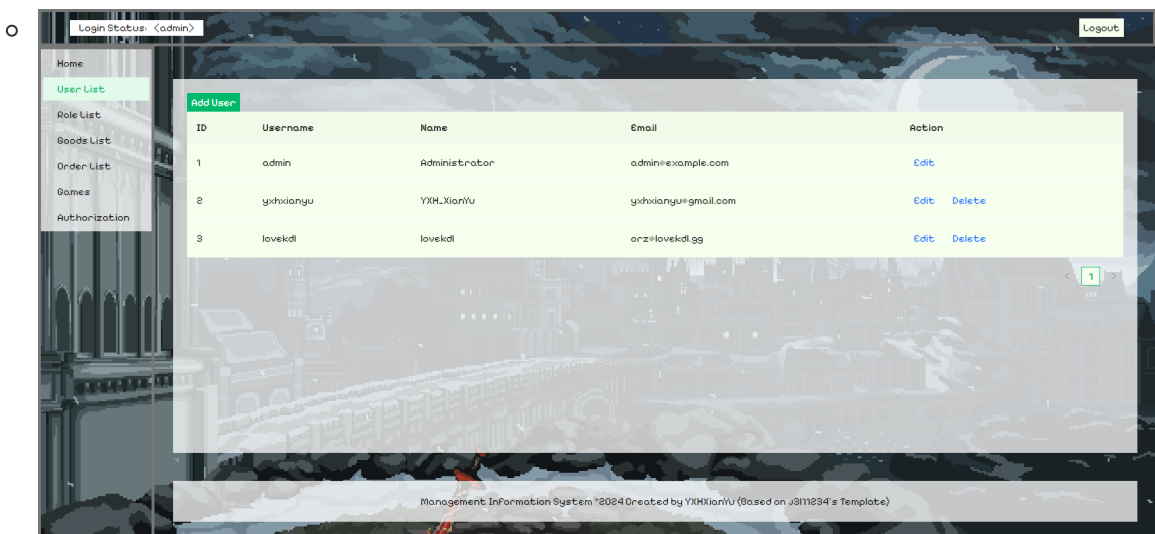 Login Status: <admin>
Logout
Home
User List
Role List
Goods List
Order List
Games
Authorization
Add User
ID Username Name Email Action
1 admin Administrator admin@example.com Edit
2 yxhxianyu YXH_XianYu yxhxianyu@gmail.com Edit Delete
3 lovekdl lovekdl orz@lovekdl.gg Edit Delete
< 1 >
Management Information System ©2024 Created by YXHXianYu (Based on J3111234's Template)